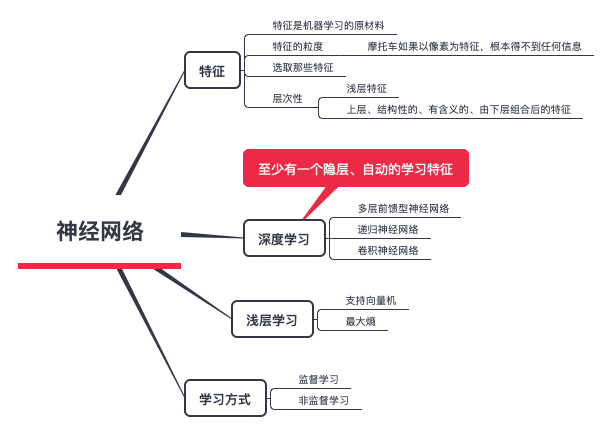 神经网络
特征
特征是机器学习的原材料
特征的粒度
摩托车如果以像素为特征，根本得不到任何信息
选取那些特征
层次性
浅层特征
上层、结构性的、有含义的、由下层组合后的特征
至少有一个隐层、自动的学习特征
深度学习
多层前馈型神经网络
递归神经网络
卷积神经网络
浅层学习
支持向量机
最大熵
学习方式
监督学习
非监督学习